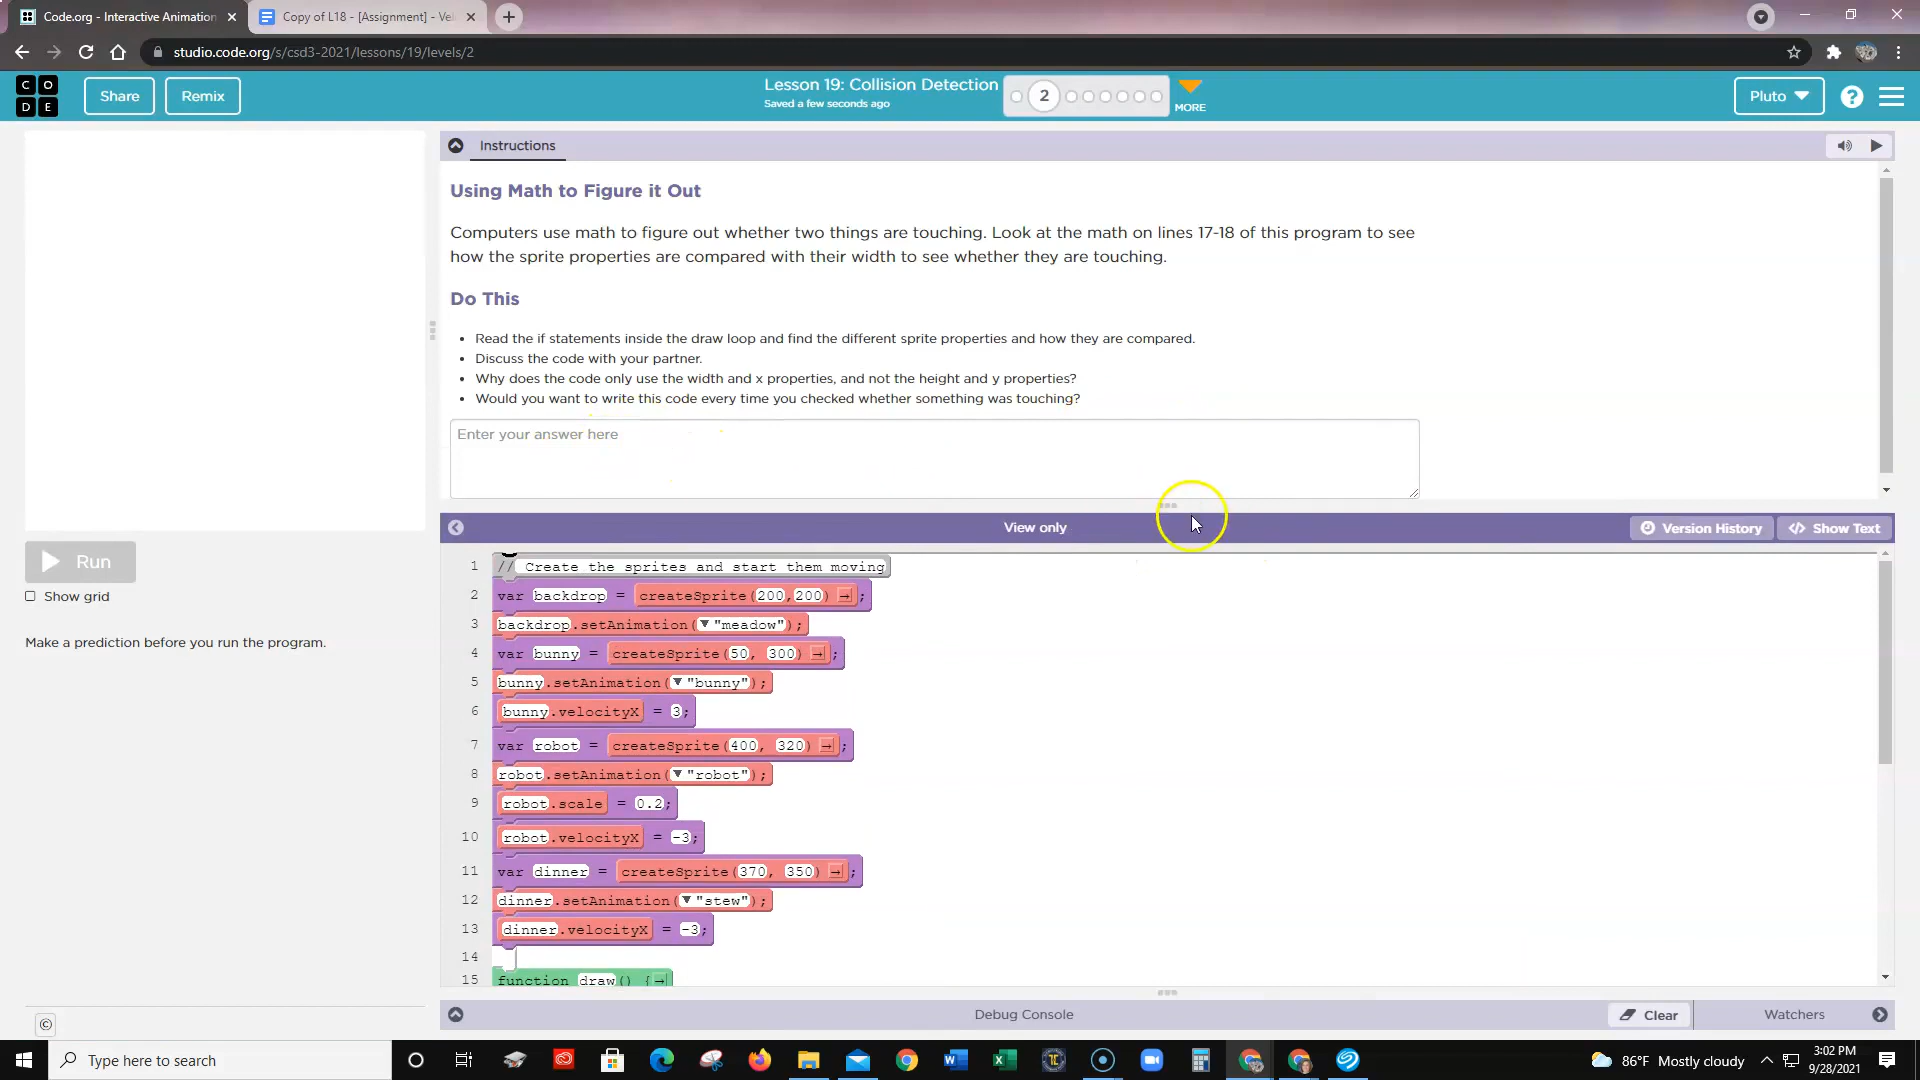 Code.org - Interactive Animation
Copy of L18 - [Assignment] - Vel
studio.code.org/s/csd3-2021/lessons/19/levels/2
C O
D E
Share
Remix
Lesson 19: Collision Detection
Saved a few seconds ago
2
MORE
Pluto
?
Instructions
Using Math to Figure it Out
Computers use math to figure out whether two things are touching. Look at the math on lines 17-18 of this program to see
how the sprite properties are compared with their width to see whether they are touching.
Do This
• Read the if statements inside the draw loop and find the different sprite properties and how they are compared.
• Discuss the code with your partner.
• Why does the code only use the width and x properties, and not the height and y properties?
• Would you want to write this code every time you checked whether something was touching?
Enter your answer here
View only
Version History
</> Show Text
Run
Show grid
Make a prediction before you run the program.
1 // Create the sprites and start them moving
2 var backdrop = createSprite(200,200) → ;
3 backdrop.setAnimation( ▼ "meadow");
4 var bunny = createSprite(50, 300) → ;
5 bunny.setAnimation( ▼ "bunny");
6 bunny.velocityX = 3;
7 var robot = createSprite(400, 320) → ;
8 robot.setAnimation( ▼ "robot");
9 robot.scale = 0.2;
10 robot.velocityX = -3;
11 var dinner = createSprite(370, 350) → ;
12 dinner.setAnimation( ▼ "stew");
13 dinner.velocityX = -3;
14
15 function draw() { →
©
Debug Console
Clear
Watchers
Type here to search
86°F Mostly cloudy
3:02 PM
9/28/2021